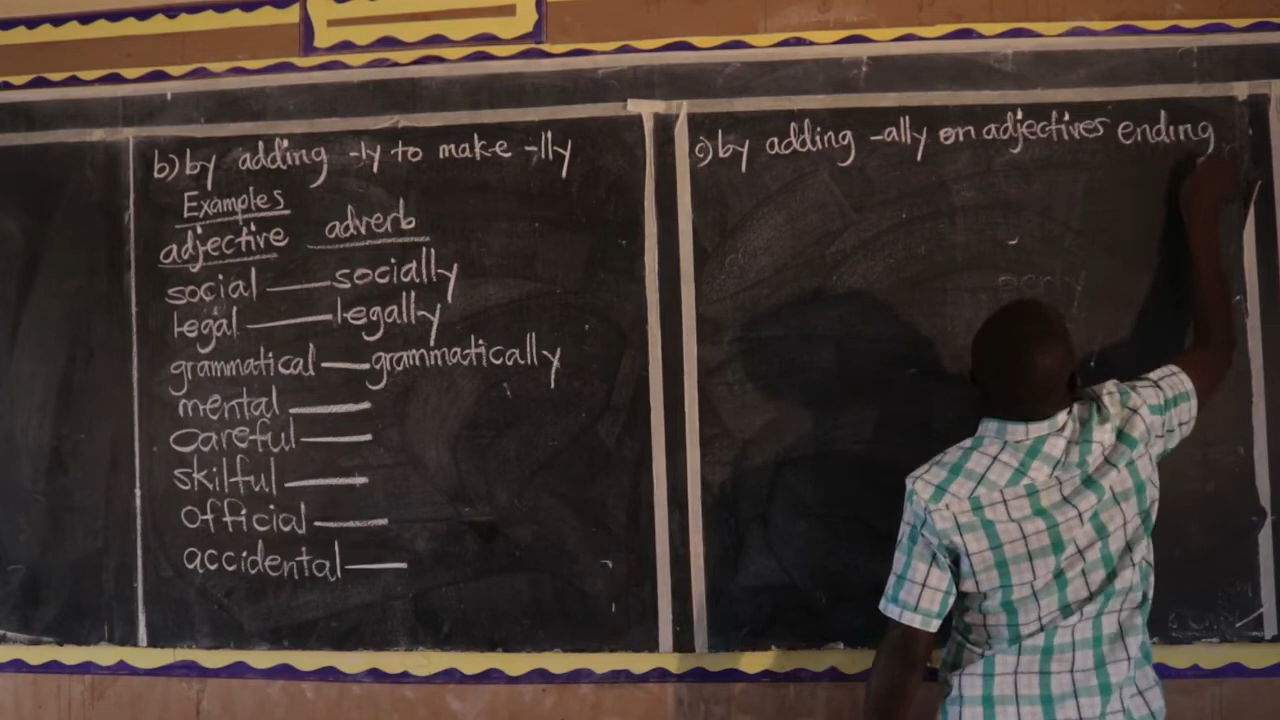 b) by adding -ly to make -lly
Examples
adjective adverb
social — socially
legal — legally
grammatical — grammatically
mental —
careful —
skilful —
official —
accidental —
c) by adding -ally on adjectives ending